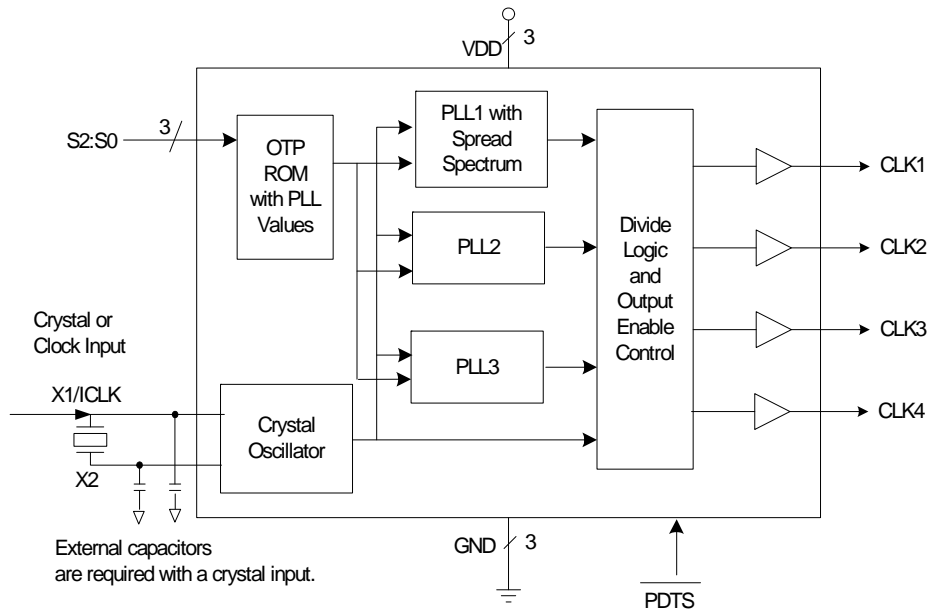 VDD
3
S2:S0
3
OTP
ROM
with PLL
Values
PLL1 with
Spread
Spectrum
PLL2
PLL3
Divide
Logic
and
Output
Enable
Control
CLK1
CLK2
CLK3
CLK4
Crystal or
Clock Input
X1/ICLK
X2
Crystal
Oscillator
External capacitors
are required with a crystal input.
GND
3
PDTS